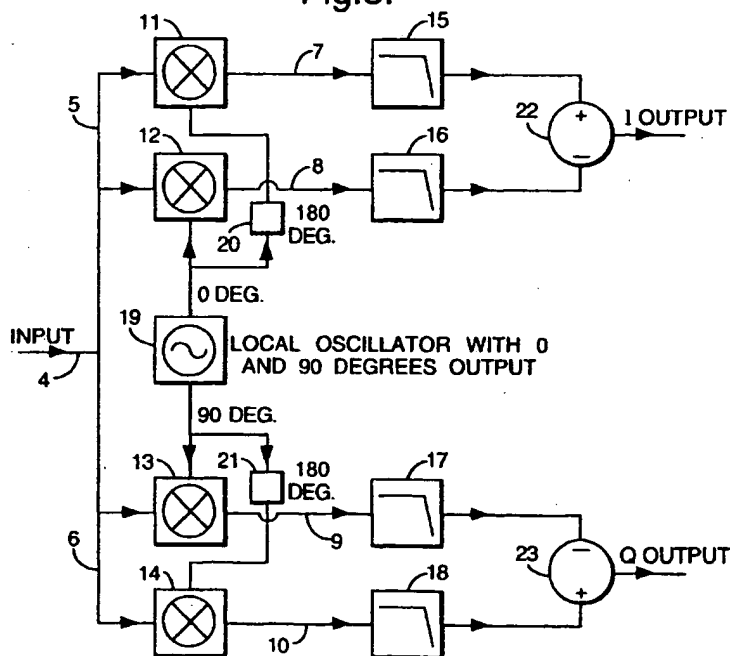 11
15
7
5
22
+
I OUTPUT
−
12
16
8
180
DEG.
20
0 DEG.
INPUT
4
19
LOCAL OSCILLATOR WITH 0
AND 90 DEGREES OUTPUT
90 DEG.
13
21
180
DEG.
17
9
−
Q OUTPUT
23
+
6
14
18
10